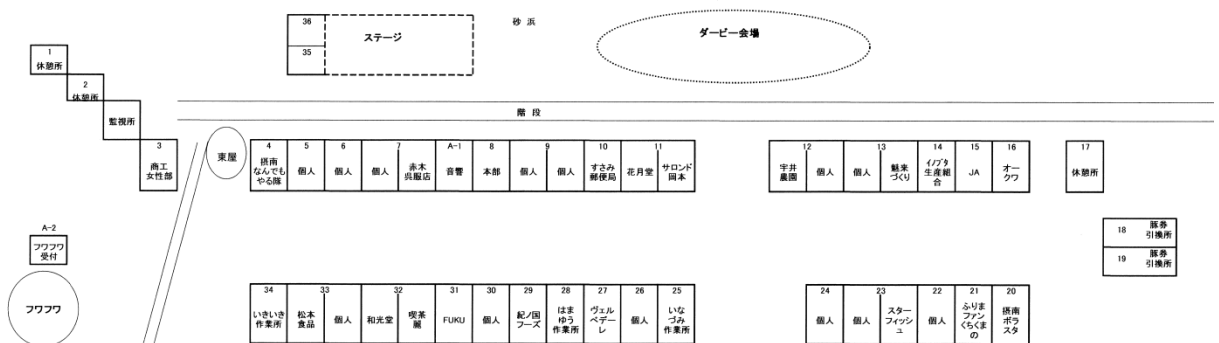 36
35
ステージ
砂 浜
ダービー会場
1
休憩所
2
休憩所
監視所
3
商工
女性部
階 段
東屋
4
摂南
なんでも
やる隊
5
個人
6
個人
7
個人
赤木
呉服店
A-1
音響
8
本部
9
個人
個人
10
すさみ
郵便局
11
花月堂
サロンド
岡本
12
宇井
農園
個人
13
個人
魅来
づくり
14
イノブタ
生産組
合
15
JA
16
オー
クワ
17
休憩所
18
豚券
引換所
19
豚券
引換所
A-2
フワフワ
受付
フワフワ
34
いきいき
作業所
33
松本
食品
個人
32
和光堂
喫茶
麗
31
FUKU
30
個人
29
紀ノ国
フーズ
28
はま
ゆう
作業所
27
ヴェル
ベデー
レ
26
個人
25
いな
づみ
作業所
24
個人
23
個人
スター
フィッシュ
22
個人
21
ふりま
ファン
くちくま
の
20
摂南
ボラ
スタ